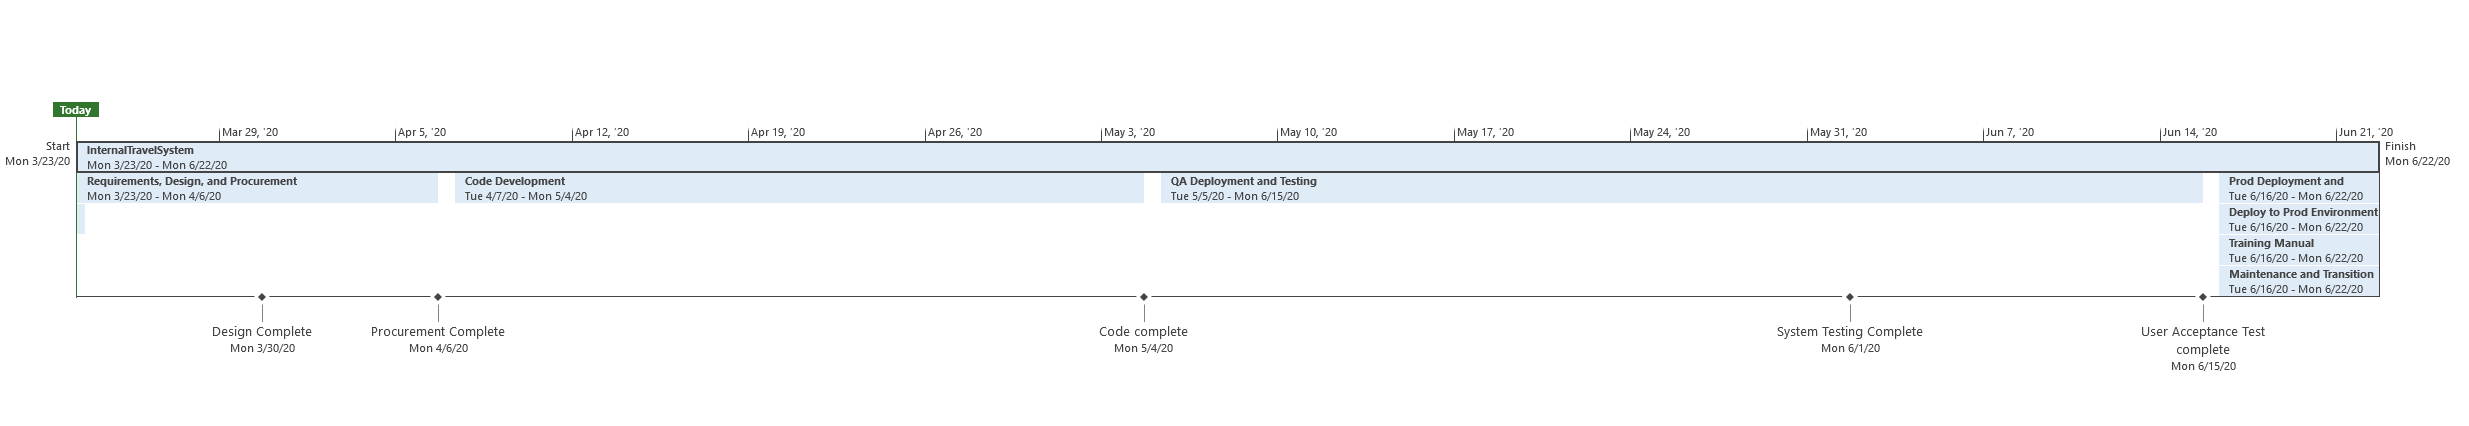 Today
Mar 29, '20
Apr 5, '20
Apr 12, '20
Apr 19, '20
Apr 26, '20
May 3, '20
May 10, '20
May 17, '20
May 24, '20
May 31, '20
Jun 7, '20
Jun 14, '20
Jun 21, '20
Start
Mon 3/23/20
InternalTravelSystem
Mon 3/23/20 - Mon 6/22/20
Finish
Mon 6/22/20
Requirements, Design, and Procurement
Mon 3/23/20 - Mon 4/6/20
Code Development
Tue 4/7/20 - Mon 5/4/20
QA Deployment and Testing
Tue 5/5/20 - Mon 6/15/20
Prod Deployment and
Tue 6/16/20 - Mon 6/22/20
Deploy to Prod Environment
Tue 6/16/20 - Mon 6/22/20
Training Manual
Tue 6/16/20 - Mon 6/22/20
Maintenance and Transition
Tue 6/16/20 - Mon 6/22/20
Design Complete
Mon 3/30/20
Procurement Complete
Mon 4/6/20
Code complete
Mon 5/4/20
System Testing Complete
Mon 6/1/20
User Acceptance Test
complete
Mon 6/15/20